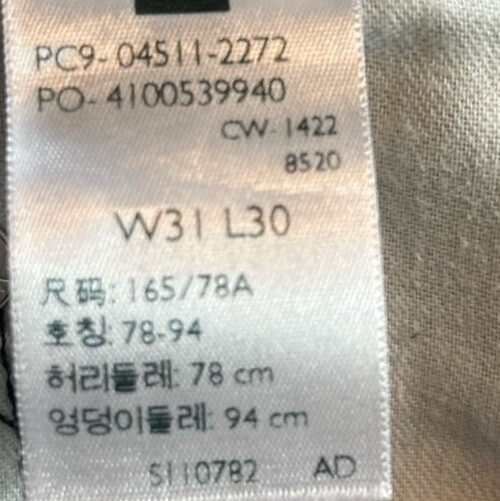 PC9-04511-2272
PO-4100539940
CW-1422
8520
W31 L30
尺码: 165/78A
호칭: 78-94
허리둘레: 78 cm
엉덩이둘레: 94 cm
S110782 AD